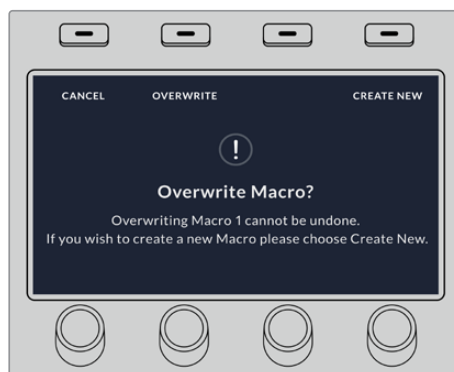 CANCEL OVERWRITE CREATE NEW
!
Overwrite Macro?
Overwriting Macro 1 cannot be undone.
If you wish to create a new Macro please choose Create New.